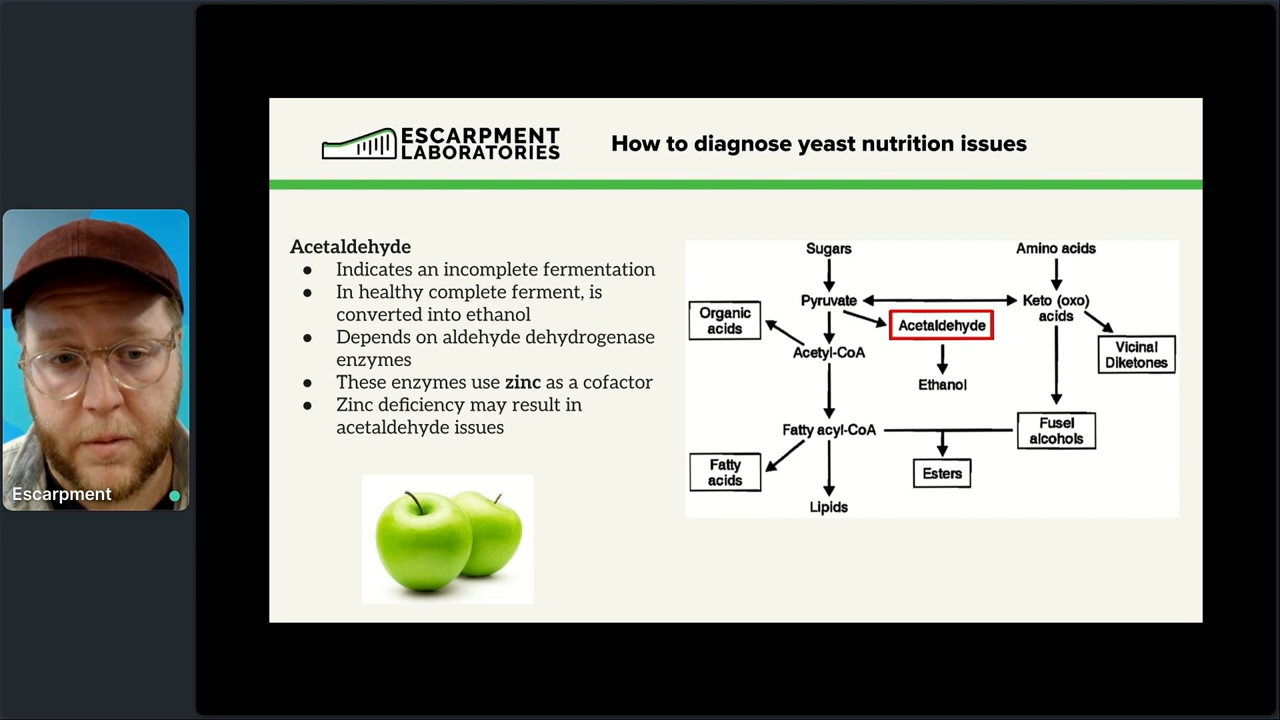 ESCARPMENT
LABORATORIES
How to diagnose yeast nutrition issues
Acetaldehyde
● Indicates an incomplete fermentation
● In healthy complete ferment, is
converted into ethanol
● Depends on aldehyde dehydrogenase
enzymes
● These enzymes use zinc as a cofactor
● Zinc deficiency may result in
acetaldehyde issues
Sugars
Amino acids
Pyruvate
Keto (oxo)
acids
Organic
acids
Acetaldehyde
Vicinal
Diketones
Acetyl-CoA
Ethanol
Fatty acyl-CoA
Fusel
alcohols
Fatty
acids
Esters
Lipids
Escarpment